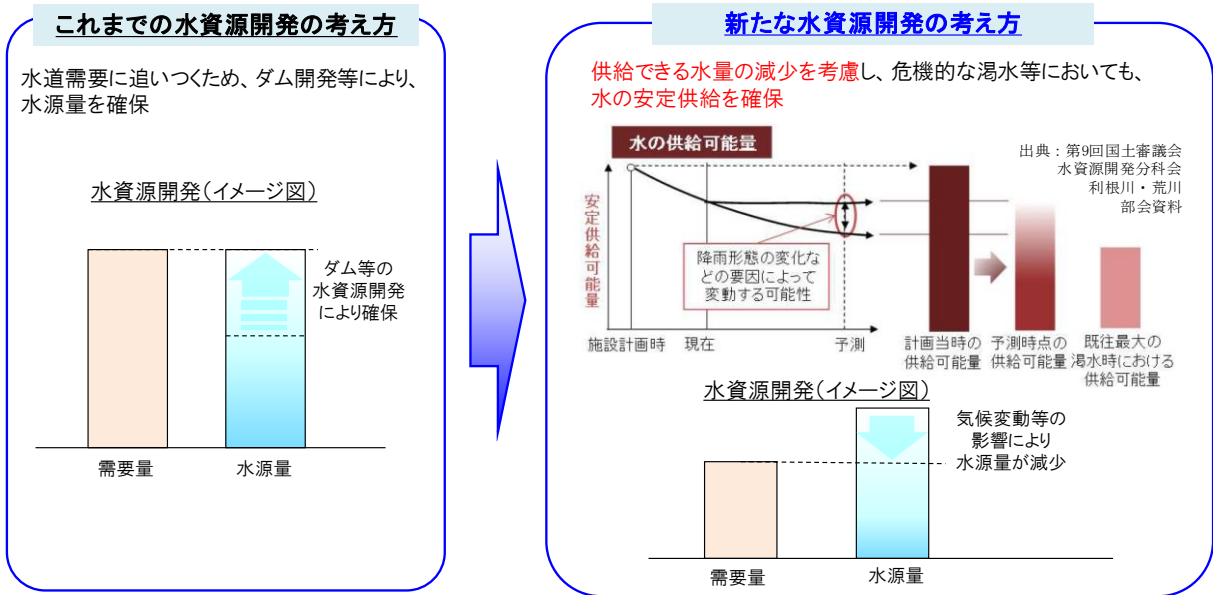 これまでの水資源開発の考え方
水道需要に追いつくため、ダム開発等により、
水源量を確保
水資源開発(イメージ図)
ダム等の
水資源開発
により確保
需要量
水源量
新たな水資源開発の考え方
供給できる水量の減少を考慮し、危機的な渇水等においても、
水の安定供給を確保
水の供給可能量
出典:第9回国土審議会
水資源開発分科会
利根川・荒川
部会資料
安定供給可能量
降雨形態の変化な
どの要因によって
変動する可能性
施設計画時
現在
予測
計画当時の
供給可能量
予測時点の
供給可能量
既往最大の
渇水時における
供給可能量
水資源開発(イメージ図)
気候変動等の
影響により
水源量が減少
需要量
水源量